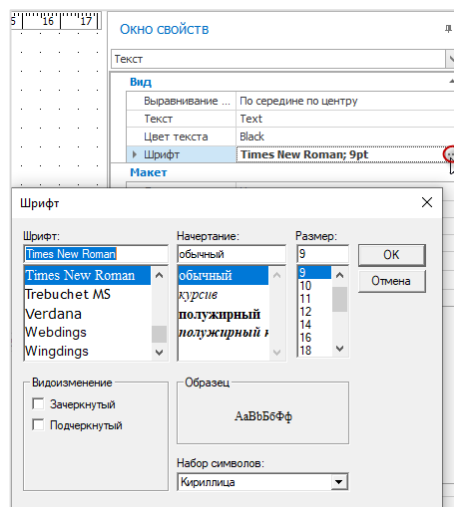 16 17
Окно свойств
Текст
Вид
Выравнивание ... По середине по центру
Текст Text
Цвет текста Black
Шрифт Times New Roman; 9pt
Макет
Шрифт
Шрифт: Начертание: Размер:
Times New Roman обычный 9 OK
Times New Roman обычный 9 Отмена
Trebuchet MS курсив 10
Verdana полужирный 11
Webdings полужирный 12
Wingdings 14
16
18
Видоизменение Образец
Зачеркнутый
Подчеркнутый
АаВbБбФф
Набор символов:
Кириллица